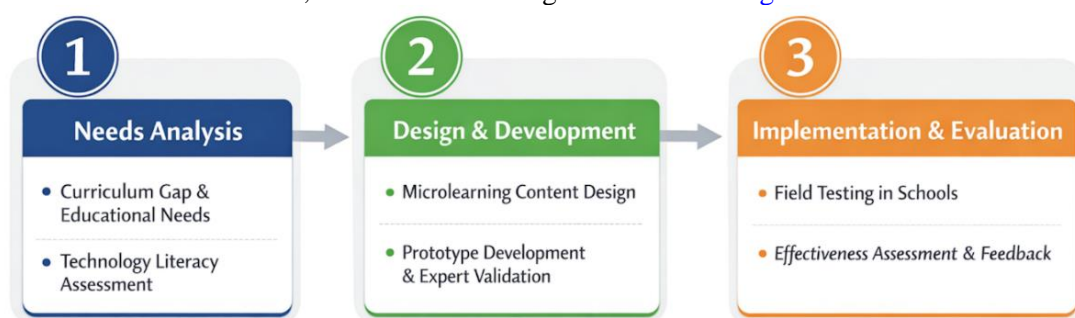 1
Needs Analysis
• Curriculum Gap &
Educational Needs
• Technology Literacy
Assessment
2
Design & Development
• Microlearning Content Design
• Prototype Development
& Expert Validation
3
Implementation & Evaluation
• Field Testing in Schools
• Effectiveness Assessment & Feedback